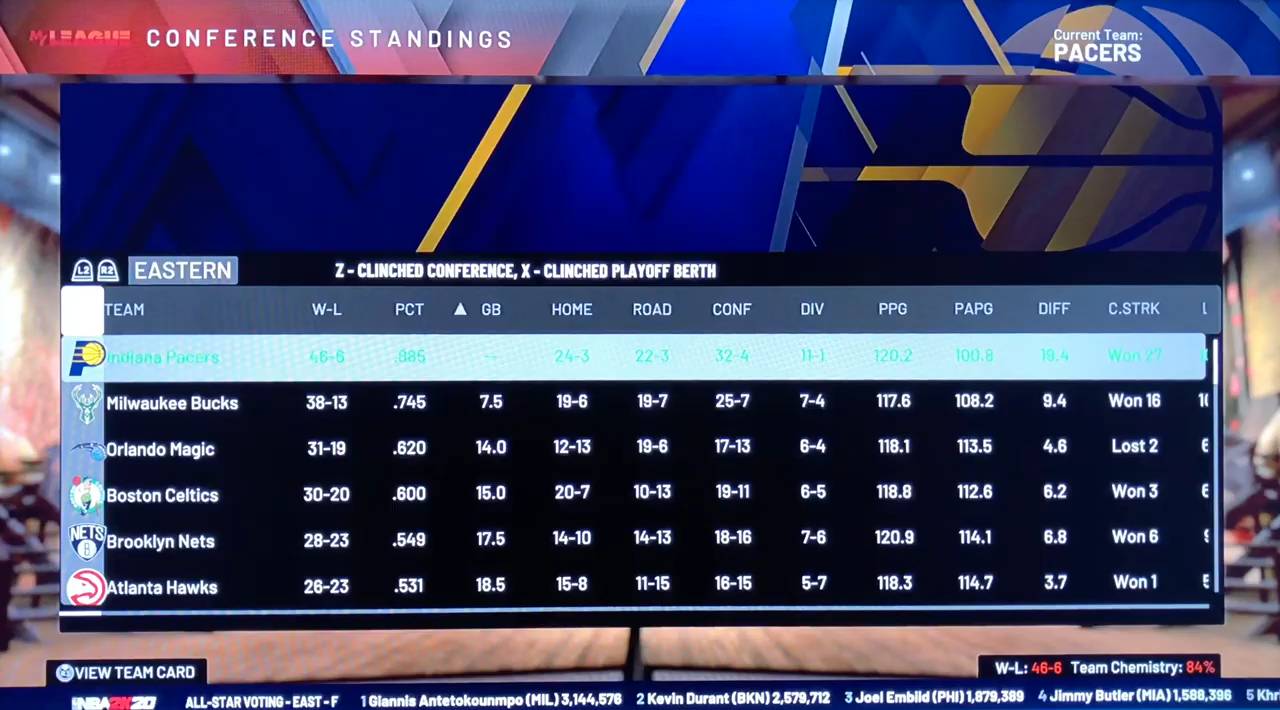 MyLEAGUE CONFERENCE STANDINGS
Current Team:
PACERS
L2 R2 EASTERN Z - CLINCHED CONFERENCE, X - CLINCHED PLAYOFF BERTH
TEAM W-L PCT ▲ GB HOME ROAD CONF DIV PPG PAPG DIFF C.STRK
Indiana Pacers 46-6 .885 -- 24-3 22-3 32-4 11-1 120.2 100.8 19.4 Won 27
Milwaukee Bucks 38-13 .745 7.5 19-6 19-7 25-7 7-4 117.6 108.2 9.4 Won 16
Orlando Magic 31-19 .620 14.0 12-13 19-6 17-13 6-4 118.1 113.5 4.6 Lost 2
Boston Celtics 30-20 .600 15.0 20-7 10-13 19-11 6-5 118.8 112.6 6.2 Won 3
NETS B Brooklyn Nets 28-23 .549 17.5 14-10 14-13 18-16 7-6 120.9 114.1 6.8 Won 6
Atlanta Hawks 26-23 .531 18.5 15-8 11-15 16-15 5-7 118.3 114.7 3.7 Won 1
VIEW TEAM CARD
W-L: 46-6 Team Chemistry: 84%
NBA2K20 ALL-STAR VOTING - EAST - F 1 Giannis Antetokounmpo (MIL) 3,144,576 2 Kevin Durant (BKN) 2,579,712 3 Joel Embiid (PHI) 1,879,389 4 Jimmy Butler (MIA) 1,588,396 5 Khr